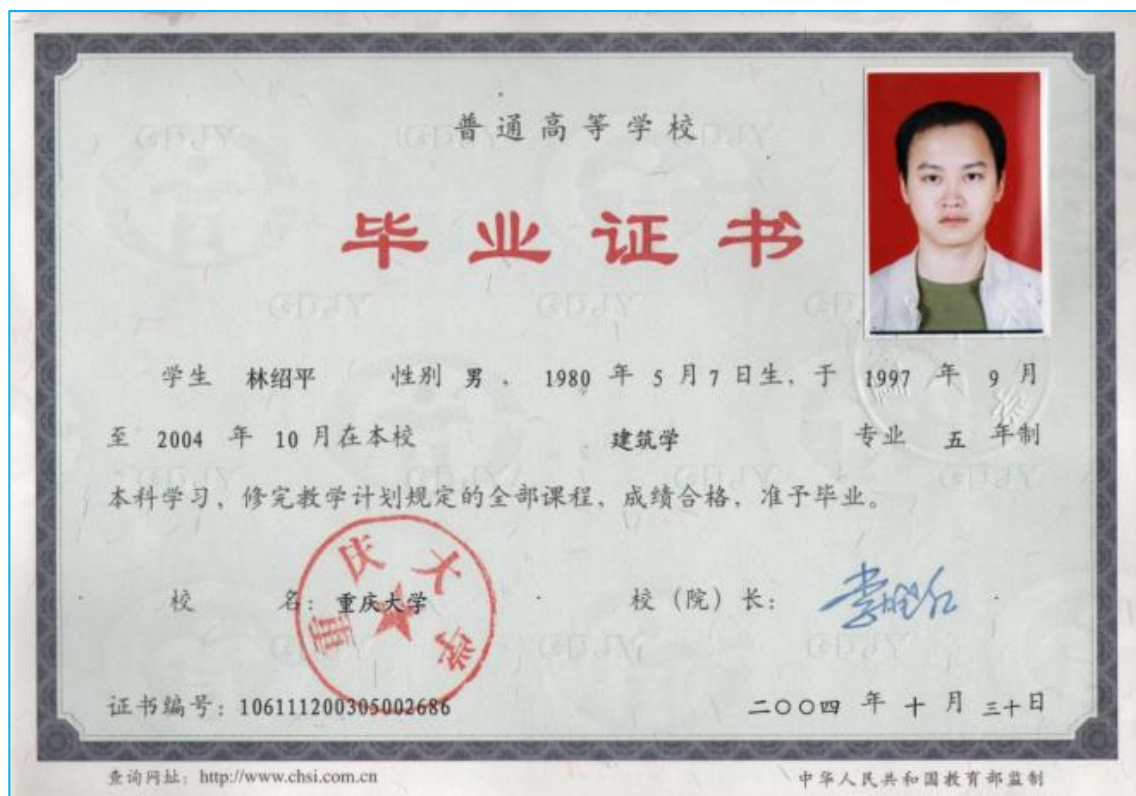 普通高等学校
毕业证书
学生 林绍平 性别 男 , 1980 年 5 月 7 日生, 于 1997 年 9 月
至 2004 年 10 月在本校 建筑学 专业 五 年制
本科学习, 修完教学计划规定的全部课程, 成绩合格, 准予毕业。
校 名: 重庆大学 校（院）长:
重庆大学
证书编号: 106111200305002686 二〇〇四 年 十 月 三十日
查询网址: http://www.chsi.com.cn 中华人民共和国教育部监制